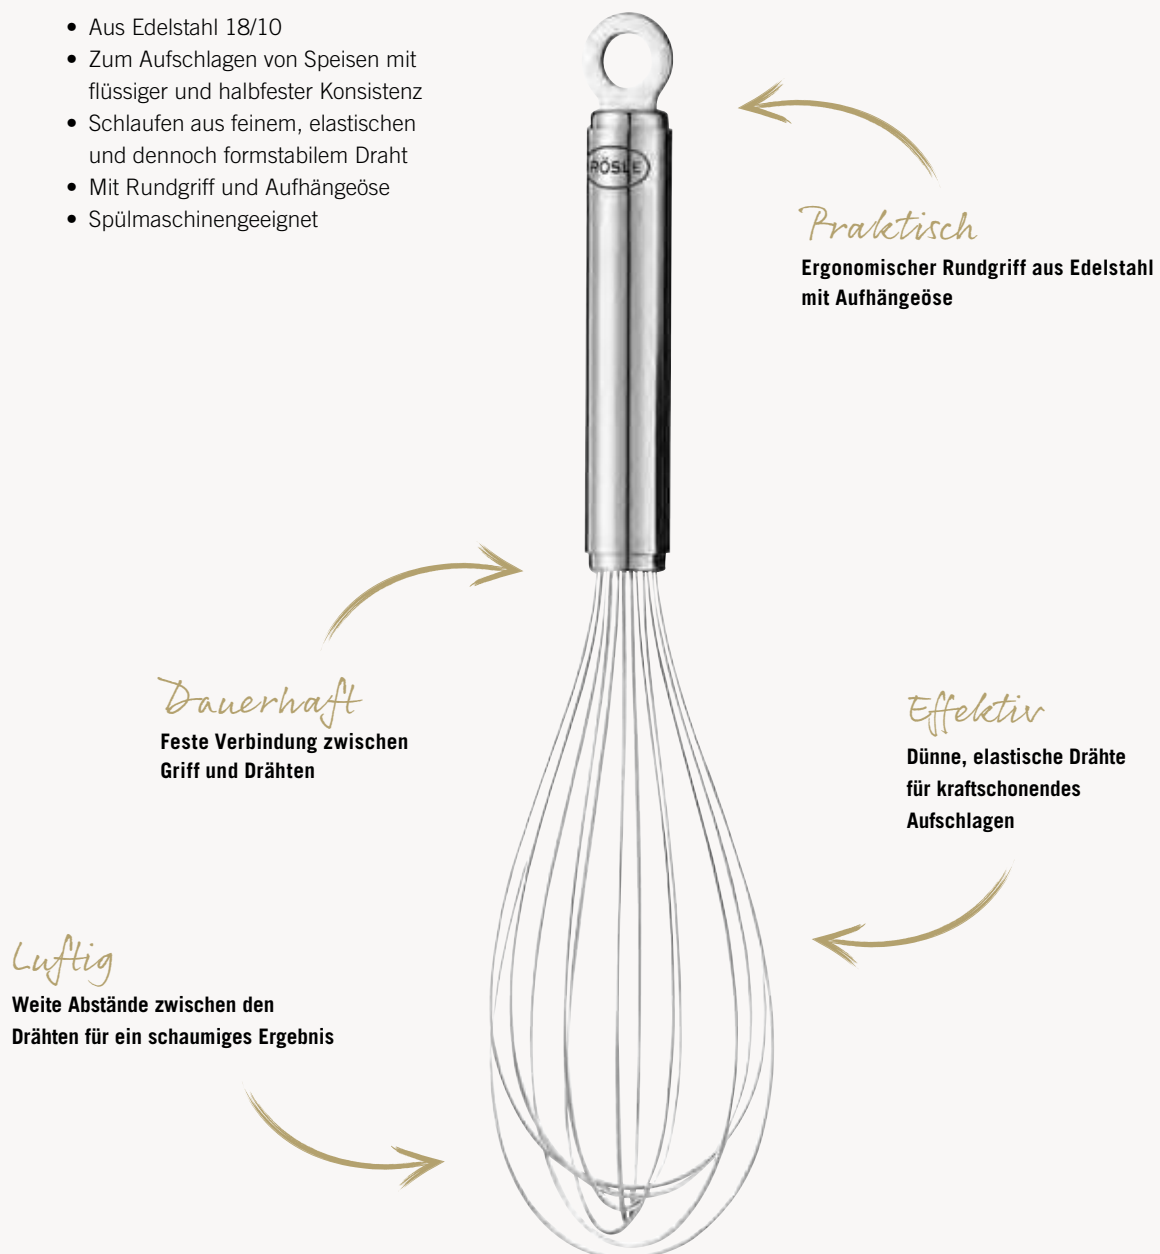 • Aus Edelstahl 18/10
• Zum Aufschlagen von Speisen mit
flüssiger und halbfester Konsistenz
• Schlaufen aus feinem, elastischen
und dennoch formstabilem Draht
• Mit Rundgriff und Aufhängeöse
• Spülmaschinengeeignet
RÖSLE
Praktisch
Ergonomischer Rundgriff aus Edelstahl
mit Aufhängeöse
Dauerhaft
Feste Verbindung zwischen
Griff und Drähten
Effektiv
Dünne, elastische Drähte
für kraftschonendes
Aufschlagen
Luftig
Weite Abstände zwischen den
Drähten für ein schaumiges Ergebnis